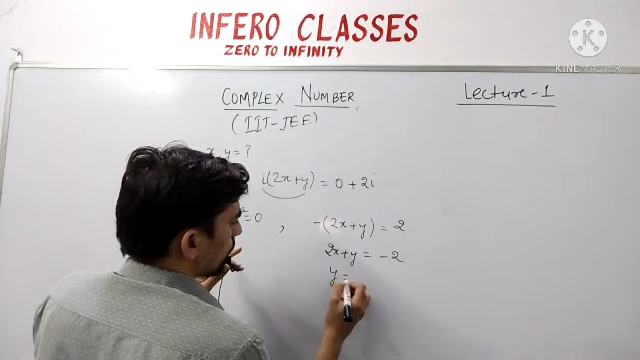 INFERO CLASSES
ZERO TO INFINITY
KINEMASTER
COMPLEX NUMBER
Lecture-1
(IIT-JEE)
x y = ?
i(2x+y) = 0 + 2i
= 0 , -(2x+y) = 2
2x+y = -2
y =